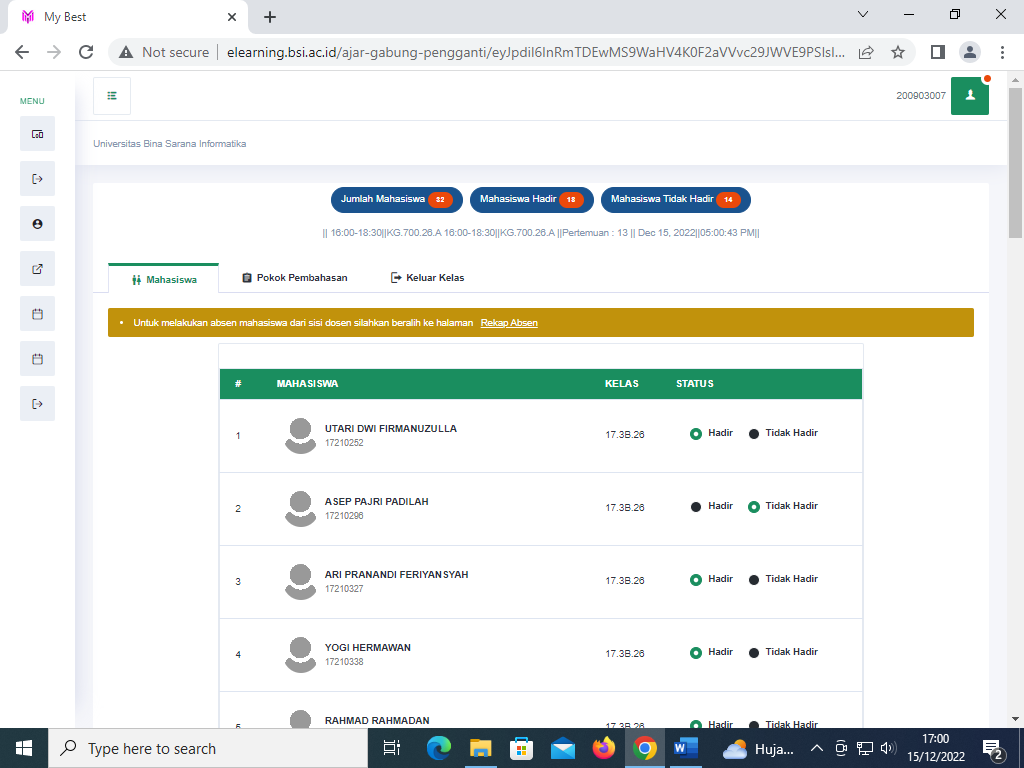 My Best
Not secure
elearning.bsi.ac.id/ajar-gabung-pengganti/eyJpdiI6InRmTDEwMS9WaHV4K0F2aVVvc29JWVE9PSIsI...
MENU
200903007
Universitas Bina Sarana Informatika
Jumlah Mahasiswa 32 Mahasiswa Hadir 18 Mahasiswa Tidak Hadir 14
|| 16:00-18:30||KG.700.26.A 16:00-18:30||KG.700.26.A ||Pertemuan : 13 || Dec 15, 2022||05:00:43 PM||
Mahasiswa Pokok Pembahasan Keluar Kelas
• Untuk melakukan absen mahasiswa dari sisi dosen silahkan beralih ke halaman Rekap Absen
# MAHASISWA KELAS STATUS
1 UTARI DWI FIRMANUZULLA 17.3B.26 Hadir Tidak Hadir
17210252
2 ASEP PAJRI PADILAH 17.3B.26 Hadir Tidak Hadir
17210296
3 ARI PRANANDI FERIYANSYAH 17.3B.26 Hadir Tidak Hadir
17210327
4 YOGI HERMAWAN 17.3B.26 Hadir Tidak Hadir
17210338
5 RAHMAD RAHMADAN 17.3B.26 Hadir Tidak Hadir
Type here to search
Huja...
17:00
15/12/2022
2